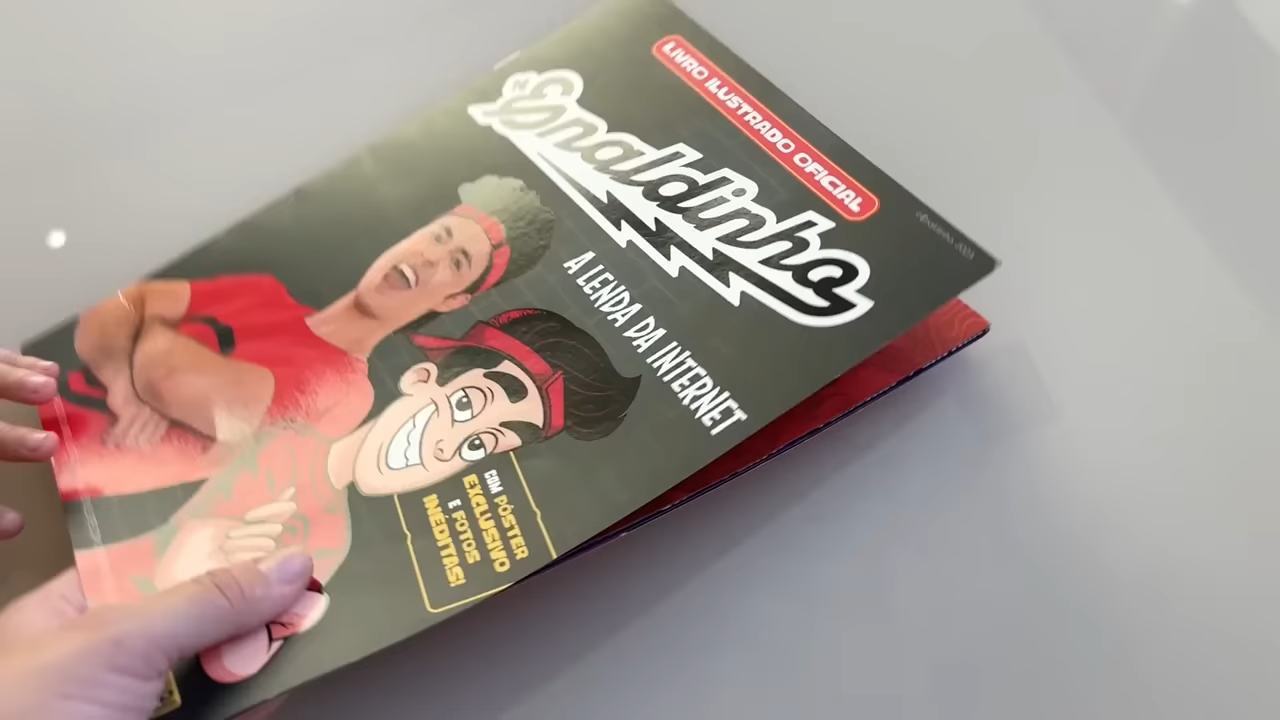 LIVRO ILUSTRADO OFICIAL
Enaldinho
A LENDA DA INTERNET
COM PÔSTER
EXCLUSIVO
E FOTOS
INÉDITAS!